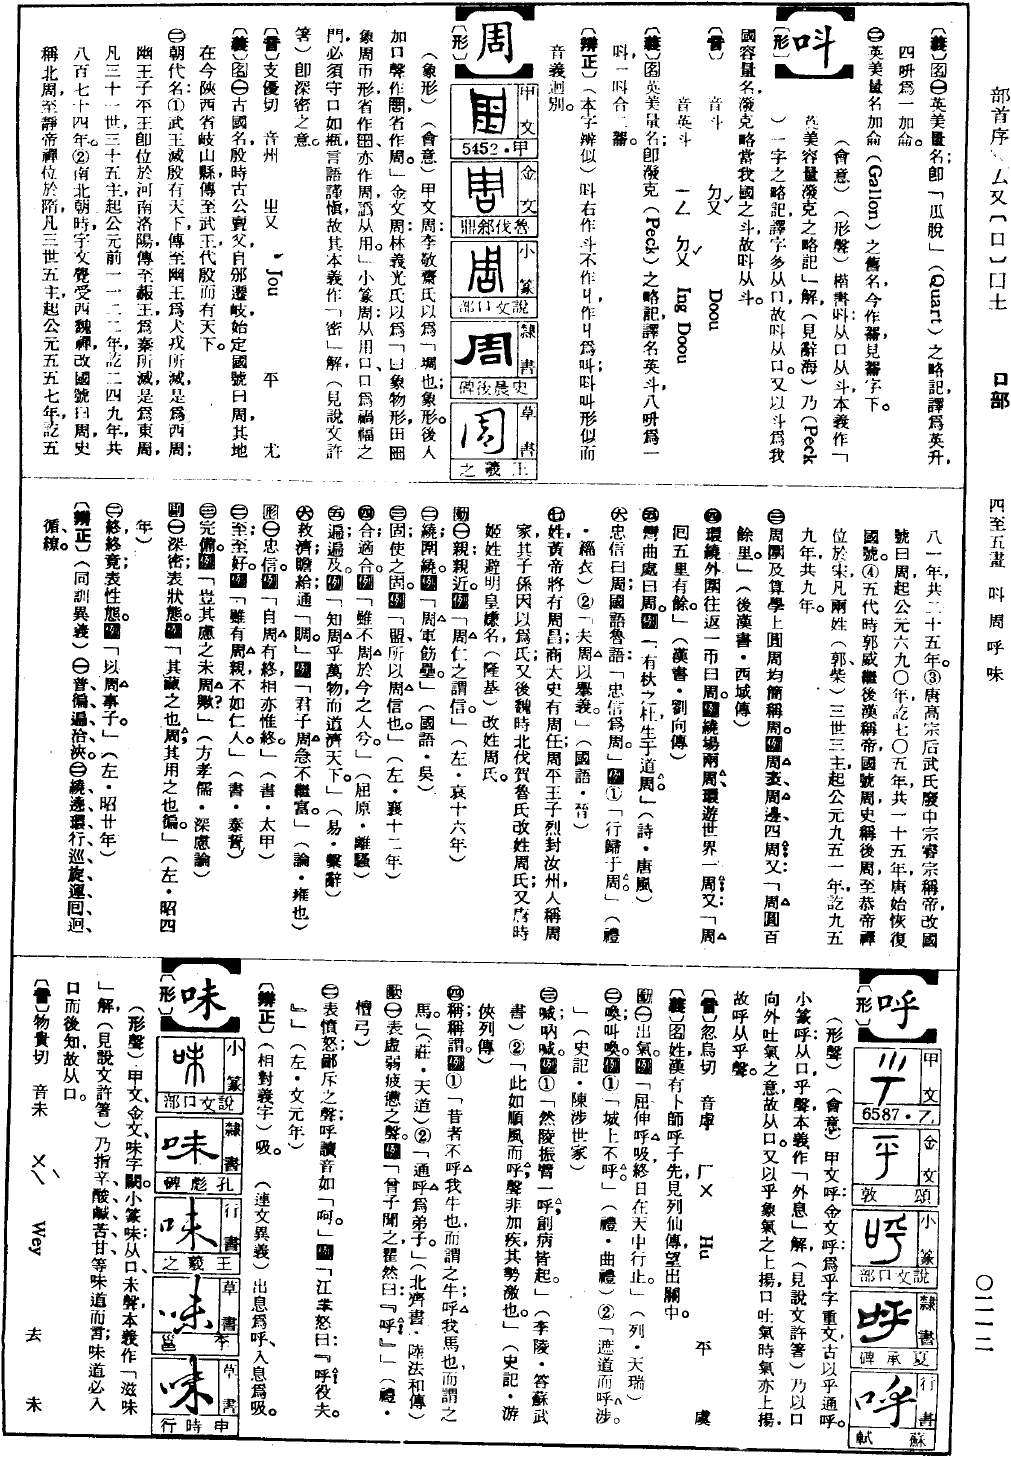 部首序 ㄙ又〔口〕囗土　口部　四至五畫　呌周呼味　〇二一二
〔義〕名㊀英美量名；即「瓜脫」(Quart)之略記譯爲英升，
四呏爲一加侖。
㊁英美量名加侖(Gallon)之舊名今作嗧見嗧字下。
呌
〔形〕
(會意)(形聲)楷書呌从口从斗，本義作「
英美容量潑克之略記」解(見辭海)乃(Peck
)一字之略記，譯字多从口，故呌从口。又以斗爲我
國容量名，潑克略當我國之斗，故呌从斗。
〔音〕　音斗　ㄉㄡˇ　Doou
音英斗　ㄧㄥ ㄉㄡˇ　Ing Doou
〔義〕名英美量名；即潑克(Peck)之略記，譯名英斗，八呏爲一
呌，一呌合二嗧。
〔辨正〕(本字辨似)呌右作斗不作丩，作丩爲叫；呌叫形似而
音義迥別。
周
〔形〕
甲文　5452・甲
金文　魯伐鄒鼎
小篆　說文口部
隸書　史晨後碑
草書　王羲之
(象形)(會意)甲文周：李敬齋氏以爲「琱也，象形。後人
加口聲作周省作周。」金文周：林義光氏以爲「象物形田
象周帀形省作田亦作周，譌从用。」小篆周从用口，口爲禍福之
門，必須守口如瓶，言語謹愼，故其本義作「密」解(見說文許
箸)即深密之意。
〔音〕支優切　音州　ㄓㄡ　Jou　平　尤
〔義〕名㊀古國名，殷時古公亶父自邠遷岐，始定國號曰周，其地
在今陝西省岐山縣，傳至武王代殷而有天下。
㊁朝代名：①武王滅殷有天下，傳至幽王爲犬戎所滅，是爲西周；
幽王子平王即位於河南洛陽，傳至赧王爲秦所滅，是爲東周，
凡三十一世三十五主，起公元前一一二二年，訖二四九年，共
八百七十四年。②南北朝時，宇文覺受西魏禪，改國號曰周，史
稱北周，至靜帝禪位於隋，凡三世五主，起公元五五七年，訖五
八一年，共二十五年。③唐高宗后武氏廢中宗睿宗稱帝，改國
號曰周，起公元六九〇年，訖七〇五年，共一十五年，唐始恢復
國號。④五代時郭威繼後漢稱帝，國號周，史稱後周，至恭帝禪
位於宋，凡兩姓(郭、柴)三世三主，起公元九五一年，訖九五
九年，共九年。
㊂周圍及算學上圓周均簡稱周。例周表、周邊、四周；又「周圓百
餘里。」(後漢書・西域傳)
㊃環繞外圍往返一帀曰周。例繞場兩周、環遊世界一周；又「周
囘五里有餘。」(漢書・劉向傳)
㊄彎曲處曰周。例「有杕之杜，生于道周。」(詩・唐風)
㊅忠信曰周，國語魯語：「忠信爲周。」例①「行歸于周。」(禮
・緇衣)②「夫周以擧義。」(國語・晉)
㊆姓，黃帝將有周昌，商太史有周任；周平王子烈封汝州，人稱周
家，其子孫因以爲氏；又後魏時北伐賀魯氏改姓周氏；又唐時
姬姓避明皇嫌名(隆基)改姓周氏。
動㊀親；親近。例「周仁之謂信。」(左・哀十六年)
㊁繞；圍繞。例「周軍飭壘。」(國語・吳)
㊂固；使之固。例「盟，所以周信也。」(左・襄十二年)
㊃合；適合。例「雖不周於今之人兮。」(屈原・離騷)
㊄遍；遍及。例「知周乎萬物，而道濟天下。」(易・繫辭)
㊅救濟；贍給；通「賙。」例「君子周急不繼富。」(論・雍也)
形㊀忠信。例「自周有終，相亦惟終。」(書・太甲)
㊁至；至好。例「雖有周親，不如仁人。」(書・泰誓)
㊂完備。例「豈其慮之未周歟？」(方孝儒・深慮論)
副㊀深密；表狀態。例「其藏之也周，其用之也徧。」(左・昭四
年)
㊁終；終竟；表性態。例「以周事子。」(左・昭廿年)
〔辨正〕(同訓異義)㊀普、徧、遍、洽、浹。㊁繞、遶、環、行、巡、旋、運、囘、迴、
循、繚。
呼
〔形〕
甲文　6587・乙
金文　頌敦
小篆　說文口部
隸書　夏承碑
行書　蘇軾
(形聲)(會意)甲文呼、金文呼爲乎字重文，古以乎通呼。
小篆呼从口，乎聲，本義作「外息」解(見說文許箸)乃以口
向外吐氣之意，故从口。又以乎象氣之上揚，口吐氣時氣亦上揚，
故呼从乎聲。
〔音〕忽烏切　音虖　ㄏㄨ　Hu　平　虞
〔義〕名姓，漢有卜師呼子先，見列仙傳，望出關中。
動㊀出氣。例「屈伸呼吸，終日在天中行止。」(列・天瑞)
㊁喚；叫喚。例①「城上不呼。」(禮・曲禮)②「遮道而呼涉。
」(史記・陳涉世家)
㊂喊；吶喊。例①「然陵振臂一呼，創病皆起。」(李陵・答蘇武
書)②「此如順風而呼，聲非加疾，其勢激也。」(史記・游
俠列傳)
㊃稱；稱謂。例①「昔者不呼我牛也而謂之牛，呼我馬也而謂之
馬。」(莊・天道)②「通呼爲弟子。」(北齊書・陸法和傳)
歎㊀表虛弱疲憊之聲。例「曾子聞之，瞿然曰：『呼』」(禮・
檀弓)
㊁表憤怒鄙斥之聲；呼讀音如「呵。」例「江羋怒曰：『呼，役夫。
』」(左・文元年)
〔辨正〕(相對義字)吸。　(連文異義)出息爲呼，入息爲吸。
味
〔形〕
小篆　說文口部
隸書　孔彪碑
行書　王羲之
草書　李邕
草書　申時行
(形聲)甲文、金文味字闕。小篆味从口，未聲，本義作「滋味
」解(見說文許箸)乃指辛、酸、鹹、苦、甘等味道而言；味道必入
口而後知，故从口。
〔音〕物貴切　音未　ㄨㄟˋ　Wey　去　未